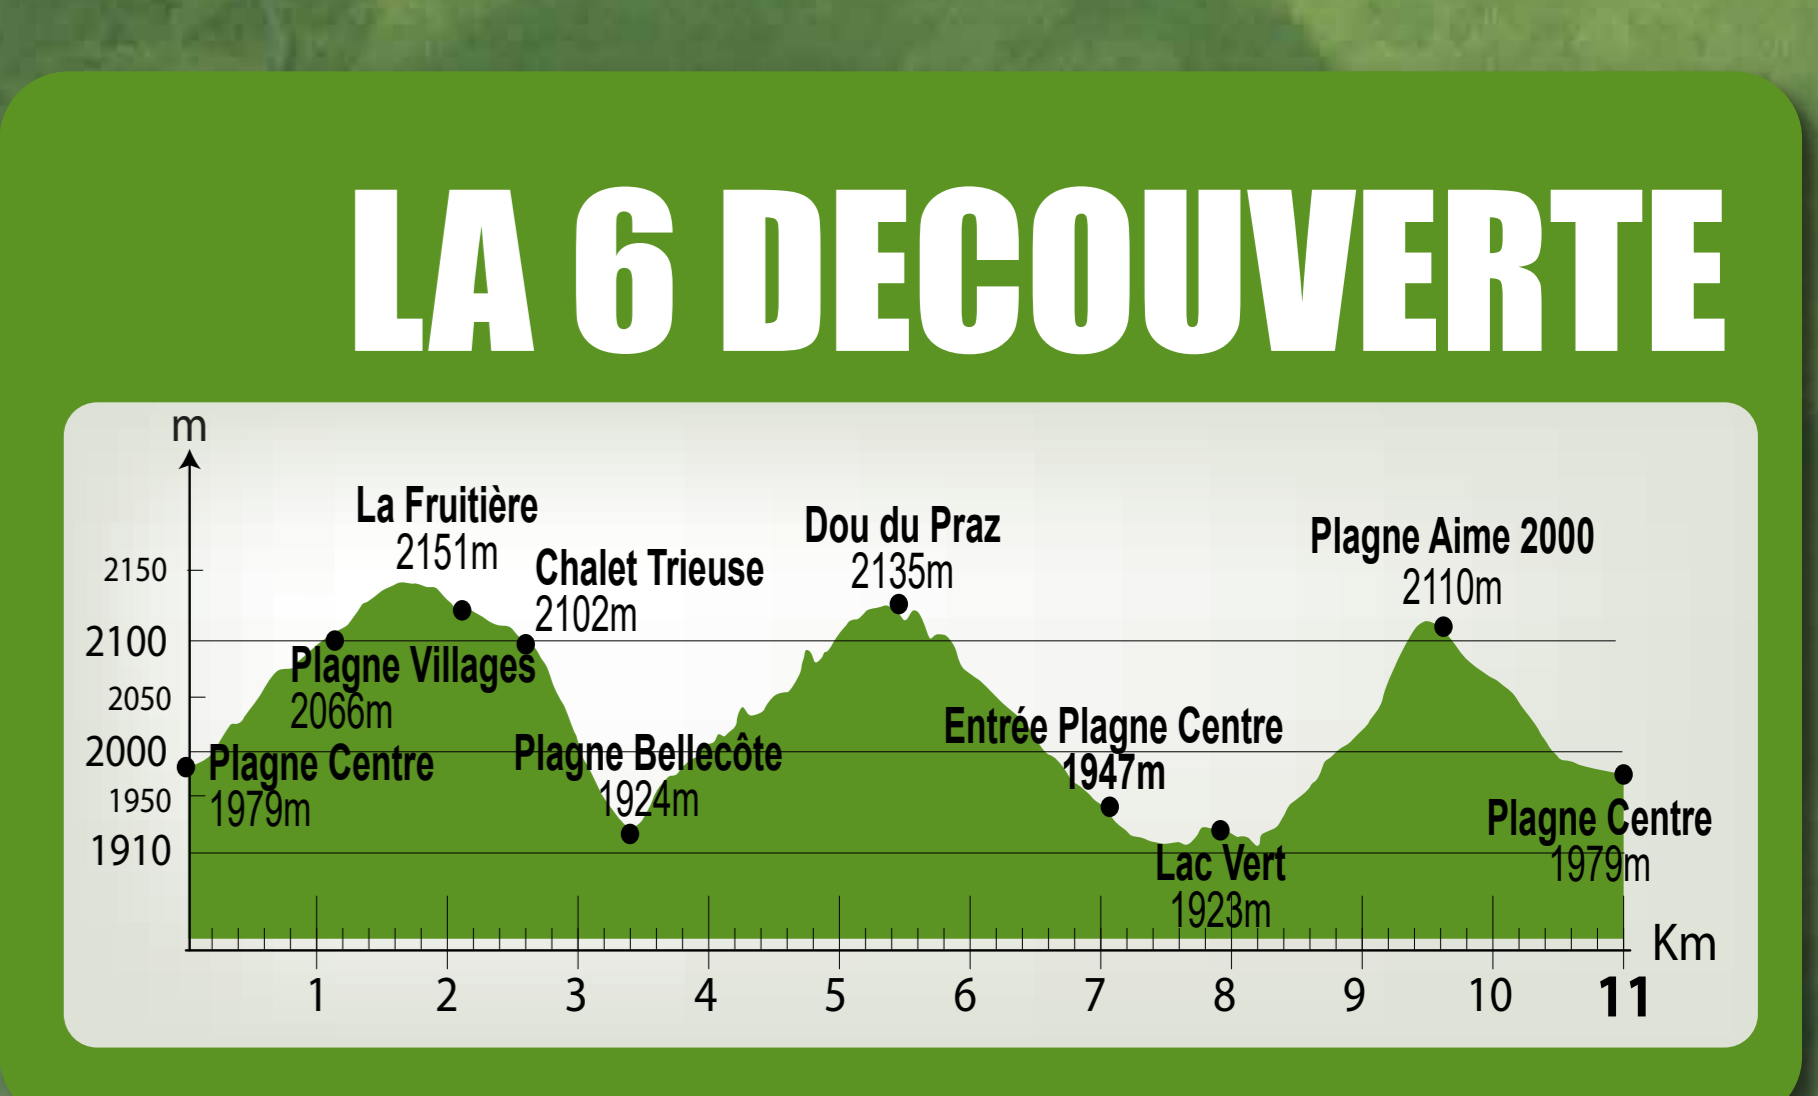 LA 6 DECOUVERTE
m
La Fruitière
2151m
Chalet Trieuse
2102m
Dou du Praz
2135m
Plagne Aime 2000
2110m
2150
2100
2050
2000
1950
1910
Plagne Villages
2066m
Plagne Centre
1979m
Plagne Bellecôte
1924m
Entrée Plagne Centre
1947m
Lac Vert
1923m
Plagne Centre
1979m
Km
1 2 3 4 5 6 7 8 9 10 11